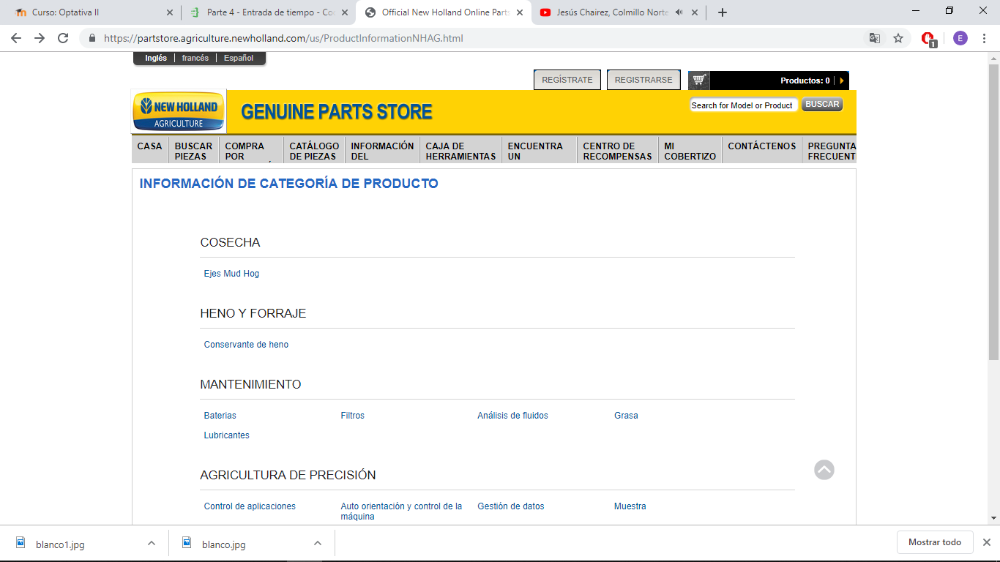 Curso: Optativa II
Parte 4 - Entrada de tiempo - Co
Official New Holland Online Parts
Jesús Chairez, Colmillo Norte
https://partstore.agriculture.newholland.com/us/ProductInformationNHAG.html
1
E
Inglés | francés | Español
REGÍSTRATE
REGISTRARSE
Productos: 0
NEW HOLLAND
AGRICULTURE
GENUINE PARTS STORE
Search for Model or Product
BUSCAR
CASA
BUSCAR
PIEZAS
COMPRA
POR
CATÁLOGO
DE PIEZAS
INFORMACIÓN
DEL
CAJA DE
HERRAMIENTAS
ENCUENTRA
UN
CENTRO DE
RECOMPENSAS
MI
COBERTIZO
CONTÁCTENOS
PREGUNTA
FRECUENT
INFORMACIÓN DE CATEGORÍA DE PRODUCTO
COSECHA
Ejes Mud Hog
HENO Y FORRAJE
Conservante de heno
MANTENIMIENTO
Baterias
Filtros
Análisis de fluidos
Grasa
Lubricantes
AGRICULTURA DE PRECISIÓN
Control de aplicaciones
Auto orientación y control de la
máquina
Gestión de datos
Muestra
blanco1.jpg
blanco.jpg
Mostrar todo